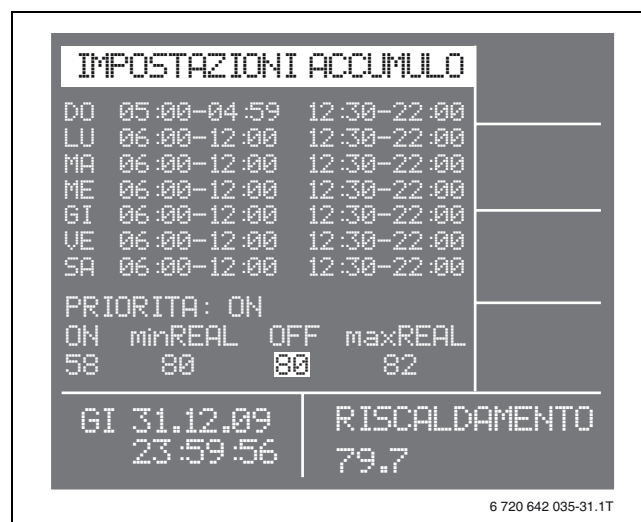 IMPOSTAZIONI ACCUMULO
DO 05:00-04:59 12:30-22:00
LU 06:00-12:00 12:30-22:00
MA 06:00-12:00 12:30-22:00
ME 06:00-12:00 12:30-22:00
GI 06:00-12:00 12:30-22:00
VE 06:00-12:00 12:30-22:00
SA 06:00-12:00 12:30-22:00
PRIORITA: ON
ON minREAL OFF maxREAL
58 80 80 82
GI 31.12.09
23:59:56
RISCALDAMENTO
79.7
6 720 642 035-31.1T